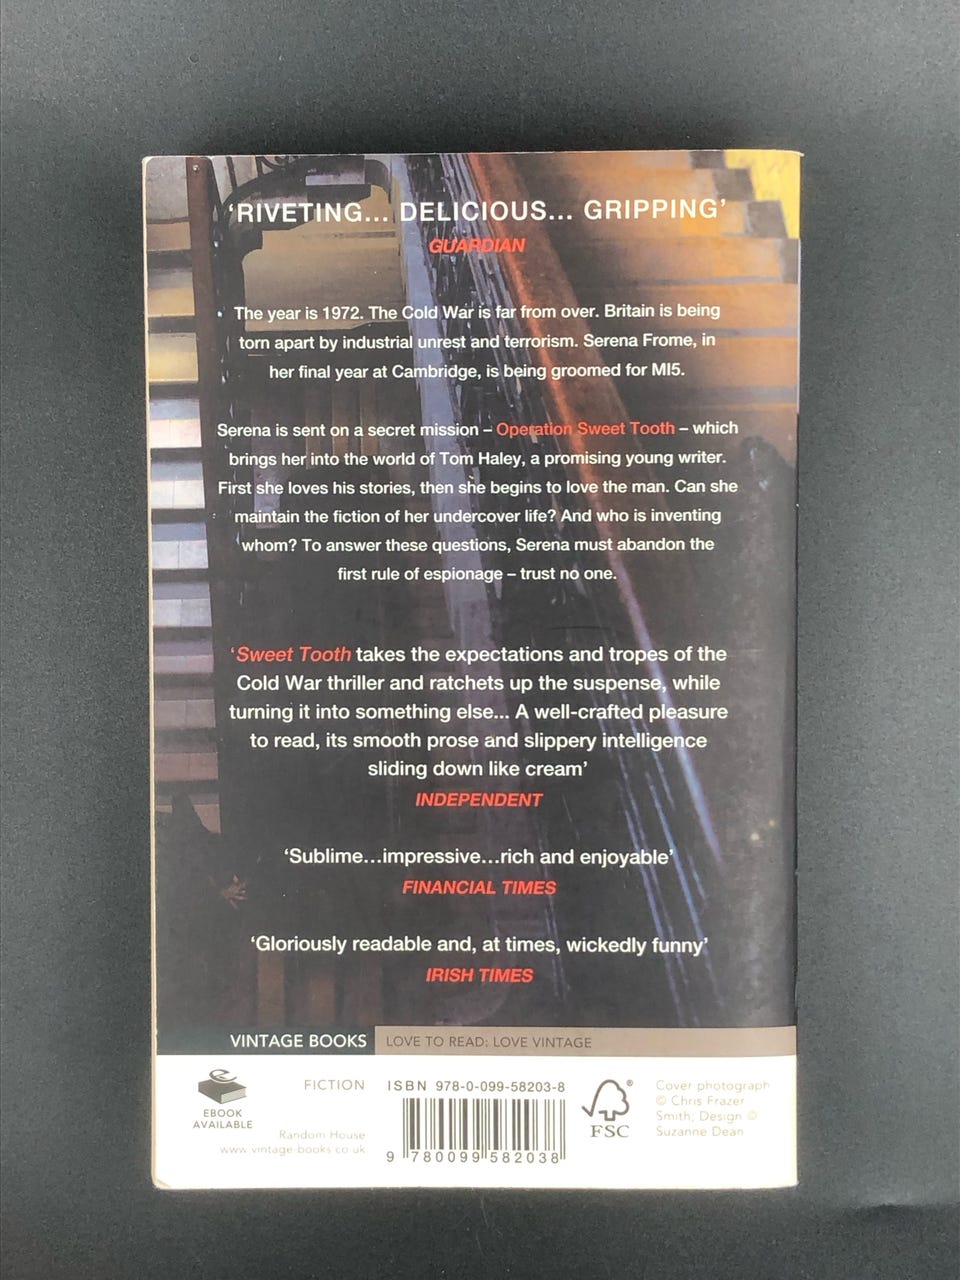 ‘RIVETING... DELICIOUS... GRIPPING’
GUARDIAN
The year is 1972. The Cold War is far from over. Britain is being
torn apart by industrial unrest and terrorism. Serena Frome, in
her final year at Cambridge, is being groomed for MI5.
Serena is sent on a secret mission – Operation Sweet Tooth – which
brings her into the world of Tom Haley, a promising young writer.
First she loves his stories, then she begins to love the man. Can she
maintain the fiction of her undercover life? And who is inventing
whom? To answer these questions, Serena must abandon the
first rule of espionage – trust no one.
‘Sweet Tooth takes the expectations and tropes of the
Cold War thriller and ratchets up the suspense, while
turning it into something else... A well-crafted pleasure
to read, its smooth prose and slippery intelligence
sliding down like cream’
INDEPENDENT
‘Sublime...impressive...rich and enjoyable’
FINANCIAL TIMES
‘Gloriously readable and, at times, wickedly funny’
IRISH TIMES
VINTAGE BOOKS LOVE TO READ: LOVE VINTAGE
EBOOK
AVAILABLE
FICTION
Random House
www.vintage-books.co.uk
ISBN 978-0-099-58203-8
9 780099 582038
FSC
®
Cover photograph
© Chris Frazer
Smith; Design ©
Suzanne Dean